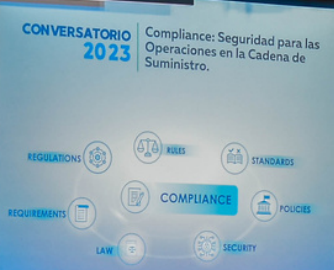 CONVERSATORIO
2023
Compliance: Seguridad para las
Operaciones en la Cadena de
Suministro.
RULES
REGULATIONS
STANDARDS
COMPLIANCE
REQUIREMENTS
POLICIES
LAW
SECURITY